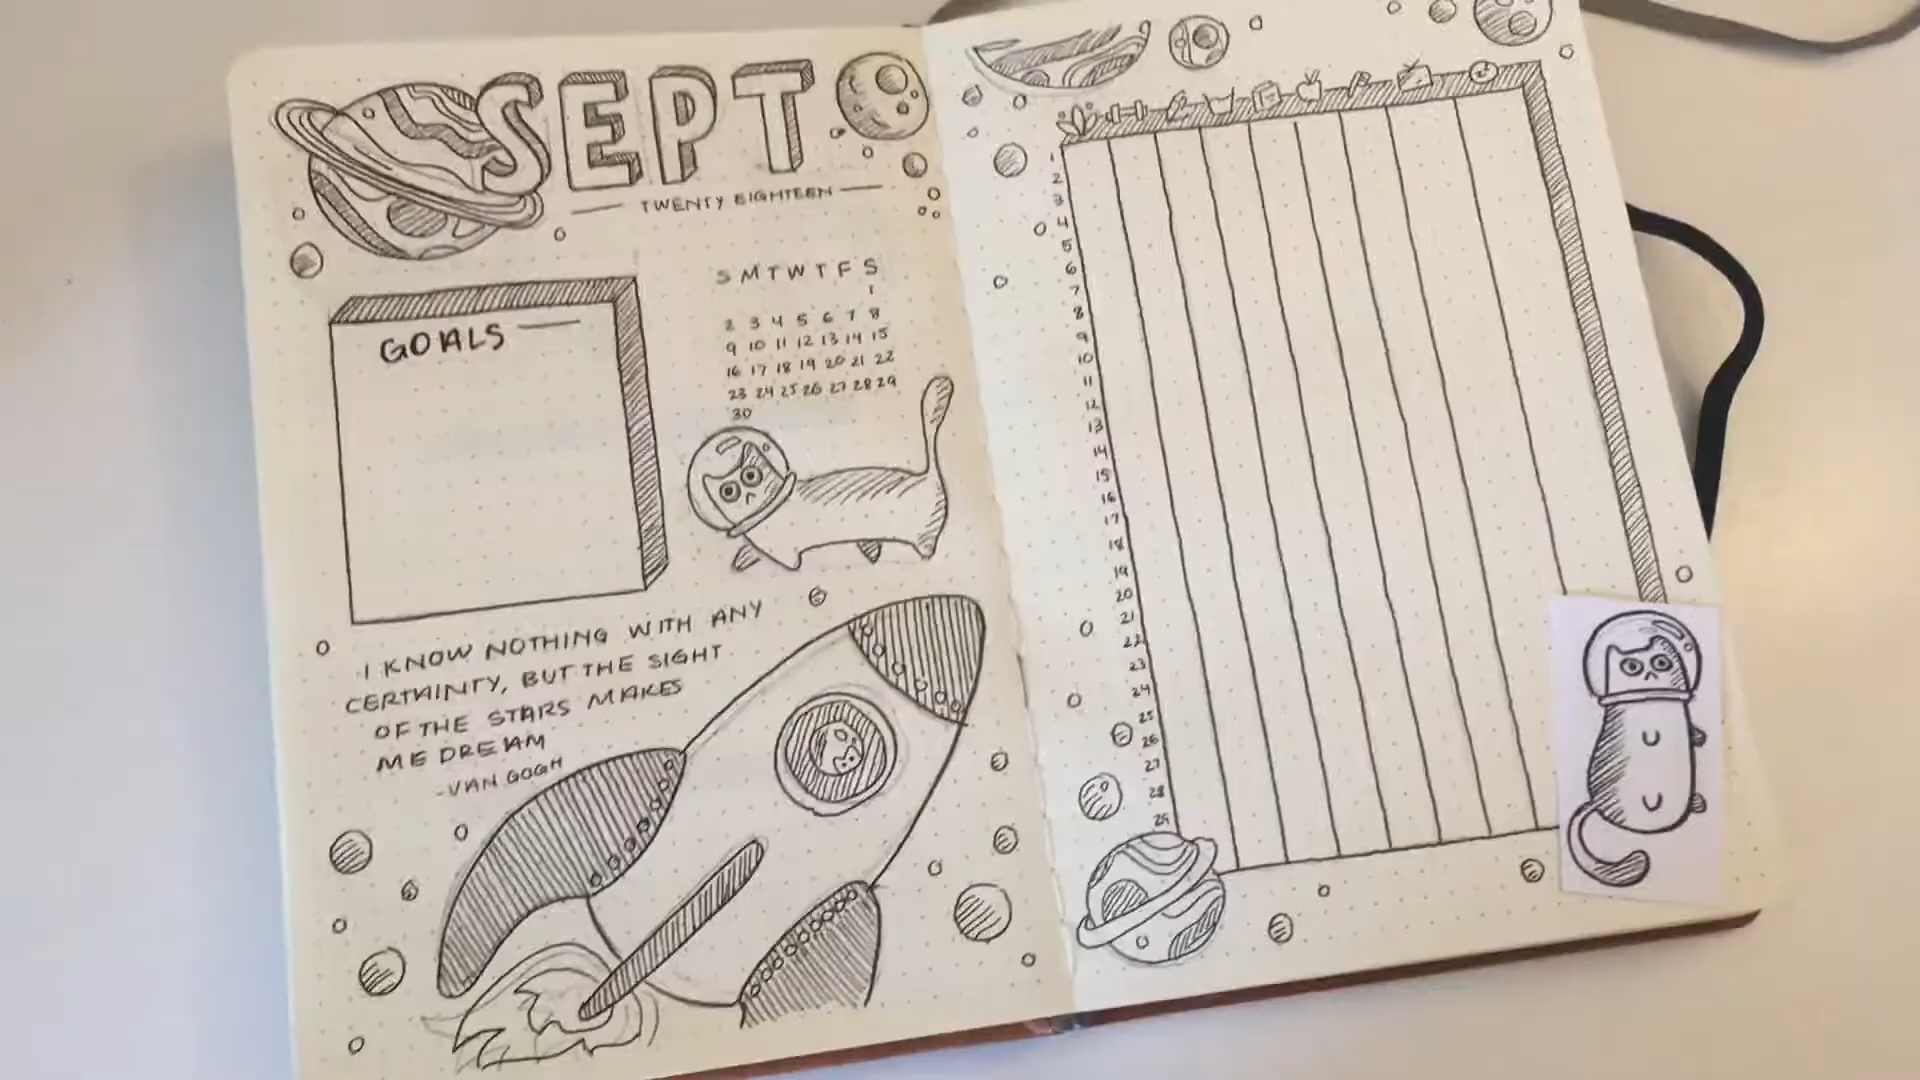 SEPT
TWENTY EIGHTEEN
S M T W T F S
1
2 3 4 5 6 7 8
9 10 11 12 13 14 15
16 17 18 19 20 21 22
23 24 25 26 27 28 29
30
GOALS
I KNOW NOTHING WITH ANY
CERTAINTY, BUT THE SIGHT
OF THE STARS MAKES
ME DREAM
-VAN GOGH
1
2
3
4
5
6
7
8
9
10
11
12
13
14
15
16
17
18
19
20
21
22
23
24
25
26
27
28
29